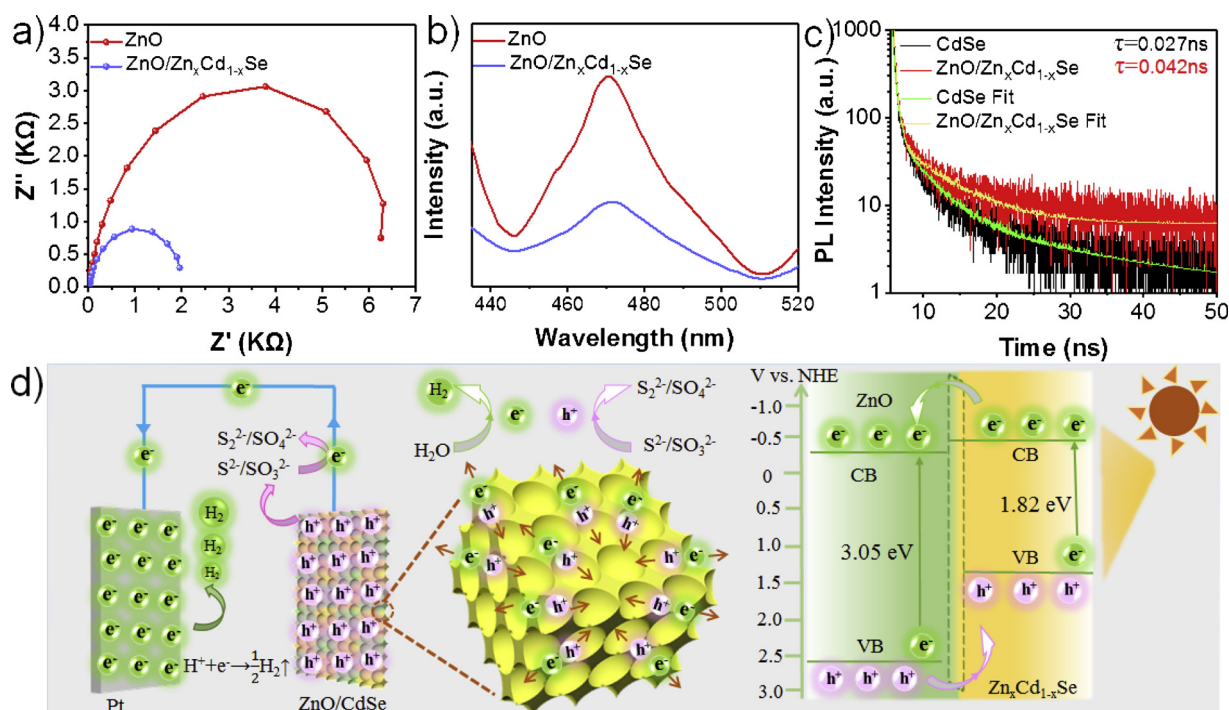 a)
4.0
3.5
3.0
2.5
2.0
1.5
1.0
0.5
0.0
Z'' (KΩ)
ZnO
ZnO/ZnₓCd₁₋ₓSe
0 1 2 3 4 5 6 7
Z' (KΩ)
b)
Intensity (a.u.)
ZnO
ZnO/ZnₓCd₁₋ₓSe
440 460 480 500 520
Wavelength (nm)
c)
1000
100
10
1
PL Intensity (a.u.)
CdSe
ZnO/ZnₓCd₁₋ₓSe
CdSe Fit
ZnO/ZnₓCd₁₋ₓSe Fit
τ=0.027ns
τ=0.042ns
10 20 30 40 50
Time (ns)
d)
e⁻
e⁻
e⁻
S₂²⁻/SO₄²⁻
S²⁻/SO₃²⁻
e⁻ e⁻ e⁻
e⁻ e⁻ e⁻
e⁻ e⁻ e⁻
e⁻ e⁻ e⁻
e⁻ e⁻ e⁻
H₂
H₂
H₂
H⁺+e⁻→½H₂↑
Pt
h⁺ h⁺ h⁺
h⁺ h⁺ h⁺
h⁺ h⁺ h⁺
h⁺ h⁺ h⁺
h⁺ h⁺ h⁺
ZnO/CdSe
H₂
H₂O
e⁻ h⁺
S₂²⁻/SO₄²⁻
S²⁻/SO₃²⁻
e⁻ e⁻
h⁺ h⁺ h⁺ h⁺
e⁻ e⁻
h⁺ h⁺ h⁺ e⁻
h⁺ h⁺ e⁻
e⁻ h⁺ h⁺ e⁻
e⁻ h⁺ e⁻
V vs. NHE
-1.0
-0.5
0
0.5
1.0
1.5
2.0
2.5
3.0
ZnO
e⁻ e⁻ e⁻
CB
3.05 eV
VB
e⁻
h⁺ h⁺ h⁺
e⁻ e⁻ e⁻
CB
1.82 eV
VB
e⁻
h⁺ h⁺ h⁺
ZnₓCd₁₋ₓSe